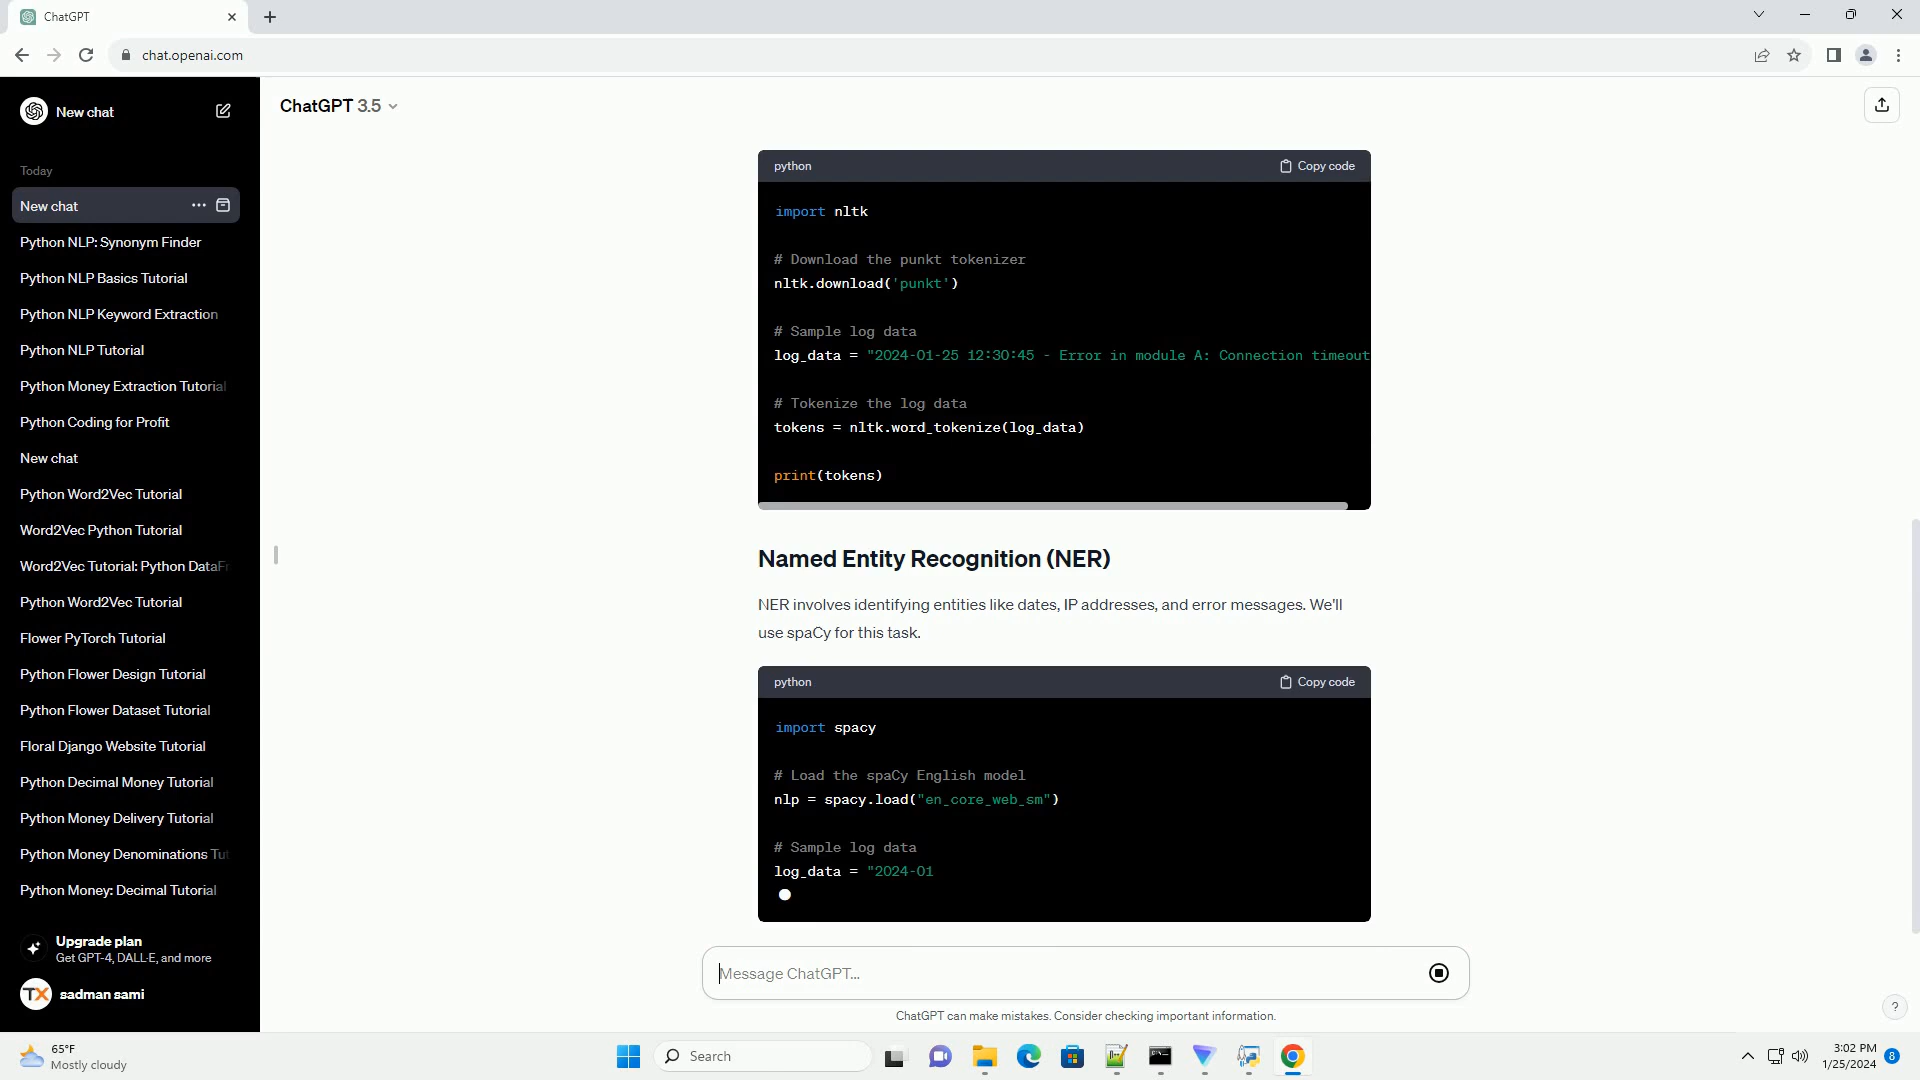 ChatGPT
chat.openai.com
New chat
ChatGPT 3.5
Today
New chat
Python NLP: Synonym Finder
Python NLP Basics Tutorial
Python NLP Keyword Extraction
Python NLP Tutorial
Python Money Extraction Tutorial
Python Coding for Profit
New chat
Python Word2Vec Tutorial
Word2Vec Python Tutorial
Word2Vec Tutorial: Python DataFr
Python Word2Vec Tutorial
Flower PyTorch Tutorial
Python Flower Design Tutorial
Python Flower Dataset Tutorial
Floral Django Website Tutorial
Python Decimal Money Tutorial
Python Money Delivery Tutorial
Python Money Denominations Tut
Python Money: Decimal Tutorial
Upgrade plan
Get GPT-4, DALL·E, and more
TX sadman sami
python Copy code
import nltk
# Download the punkt tokenizer
nltk.download('punkt')
# Sample log data
log_data = "2024-01-25 12:30:45 - Error in module A: Connection timeout
# Tokenize the log data
tokens = nltk.word_tokenize(log_data)
print(tokens)
Named Entity Recognition (NER)
NER involves identifying entities like dates, IP addresses, and error messages. We'll
use spaCy for this task.
python Copy code
import spacy
# Load the spaCy English model
nlp = spacy.load("en_core_web_sm")
# Sample log data
log_data = "2024-01
Message ChatGPT...
ChatGPT can make mistakes. Consider checking important information.
?
65°F
Mostly cloudy
Search
3:02 PM
1/25/2024
8